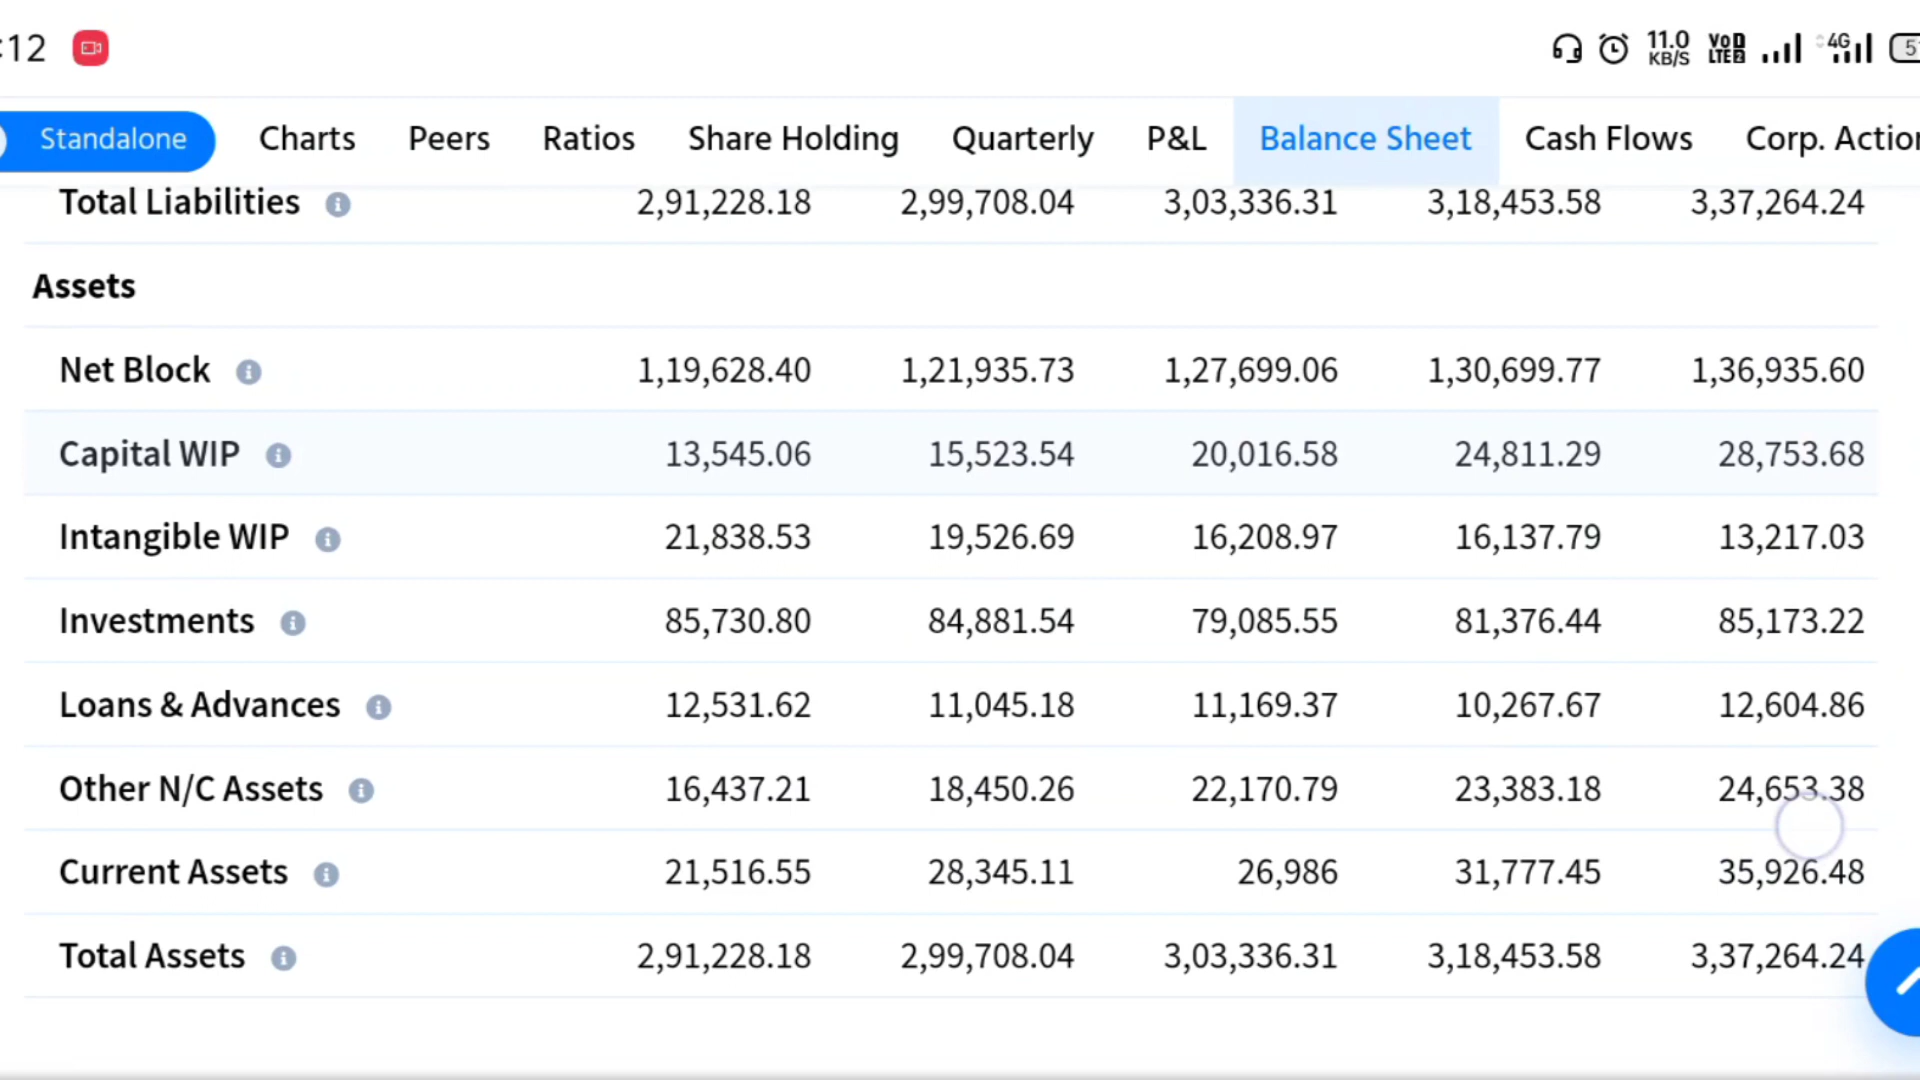 :12 11.0 KB/S VoD LTE2 4G 5
Standalone Charts Peers Ratios Share Holding Quarterly P&L Balance Sheet Cash Flows Corp. Action
Total Liabilities 2,91,228.18 2,99,708.04 3,03,336.31 3,18,453.58 3,37,264.24
Assets
Net Block 1,19,628.40 1,21,935.73 1,27,699.06 1,30,699.77 1,36,935.60
Capital WIP 13,545.06 15,523.54 20,016.58 24,811.29 28,753.68
Intangible WIP 21,838.53 19,526.69 16,208.97 16,137.79 13,217.03
Investments 85,730.80 84,881.54 79,085.55 81,376.44 85,173.22
Loans & Advances 12,531.62 11,045.18 11,169.37 10,267.67 12,604.86
Other N/C Assets 16,437.21 18,450.26 22,170.79 23,383.18 24,653.38
Current Assets 21,516.55 28,345.11 26,986 31,777.45 35,926.48
Total Assets 2,91,228.18 2,99,708.04 3,03,336.31 3,18,453.58 3,37,264.24